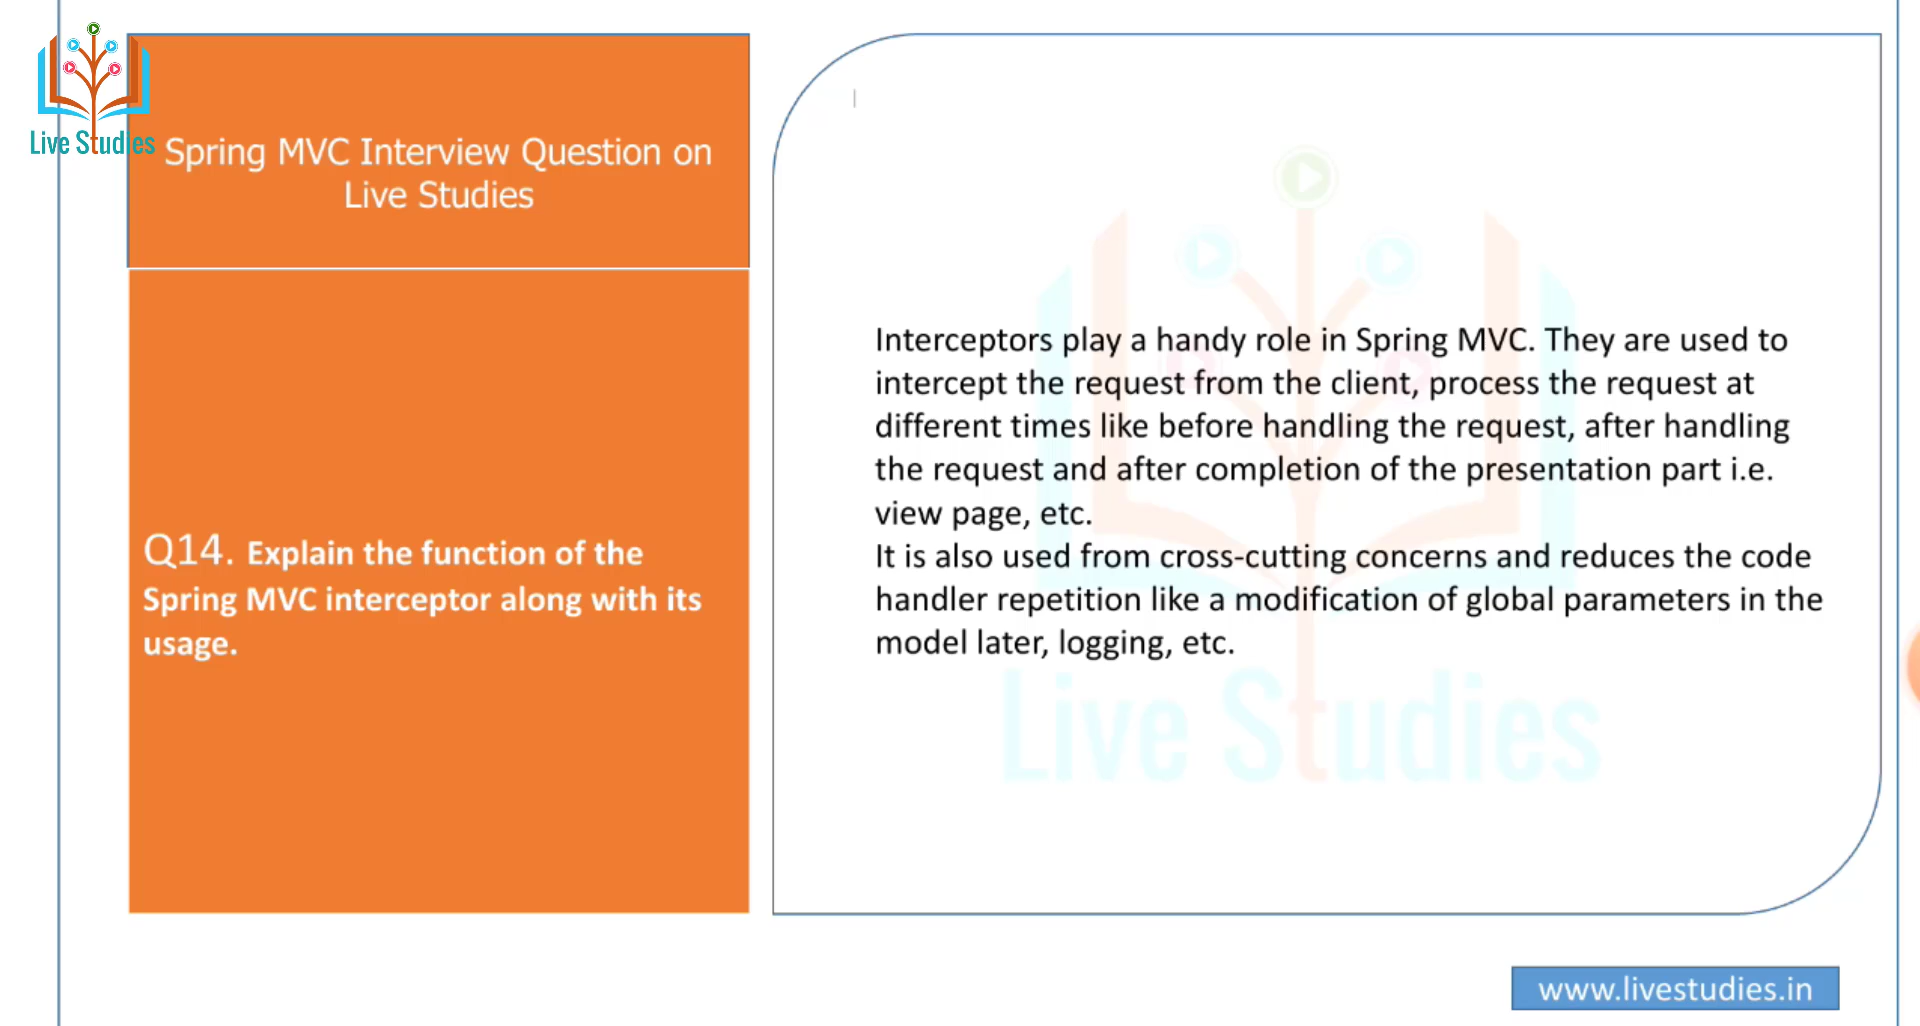 Live Studies
Spring MVC Interview Question on
Live Studies
Q14. Explain the function of the
Spring MVC interceptor along with its
usage.
Interceptors play a handy role in Spring MVC. They are used to
intercept the request from the client, process the request at
different times like before handling the request, after handling
the request and after completion of the presentation part i.e.
view page, etc.
It is also used from cross-cutting concerns and reduces the code
handler repetition like a modification of global parameters in the
model later, logging, etc.
Live Studies
www.livestudies.in